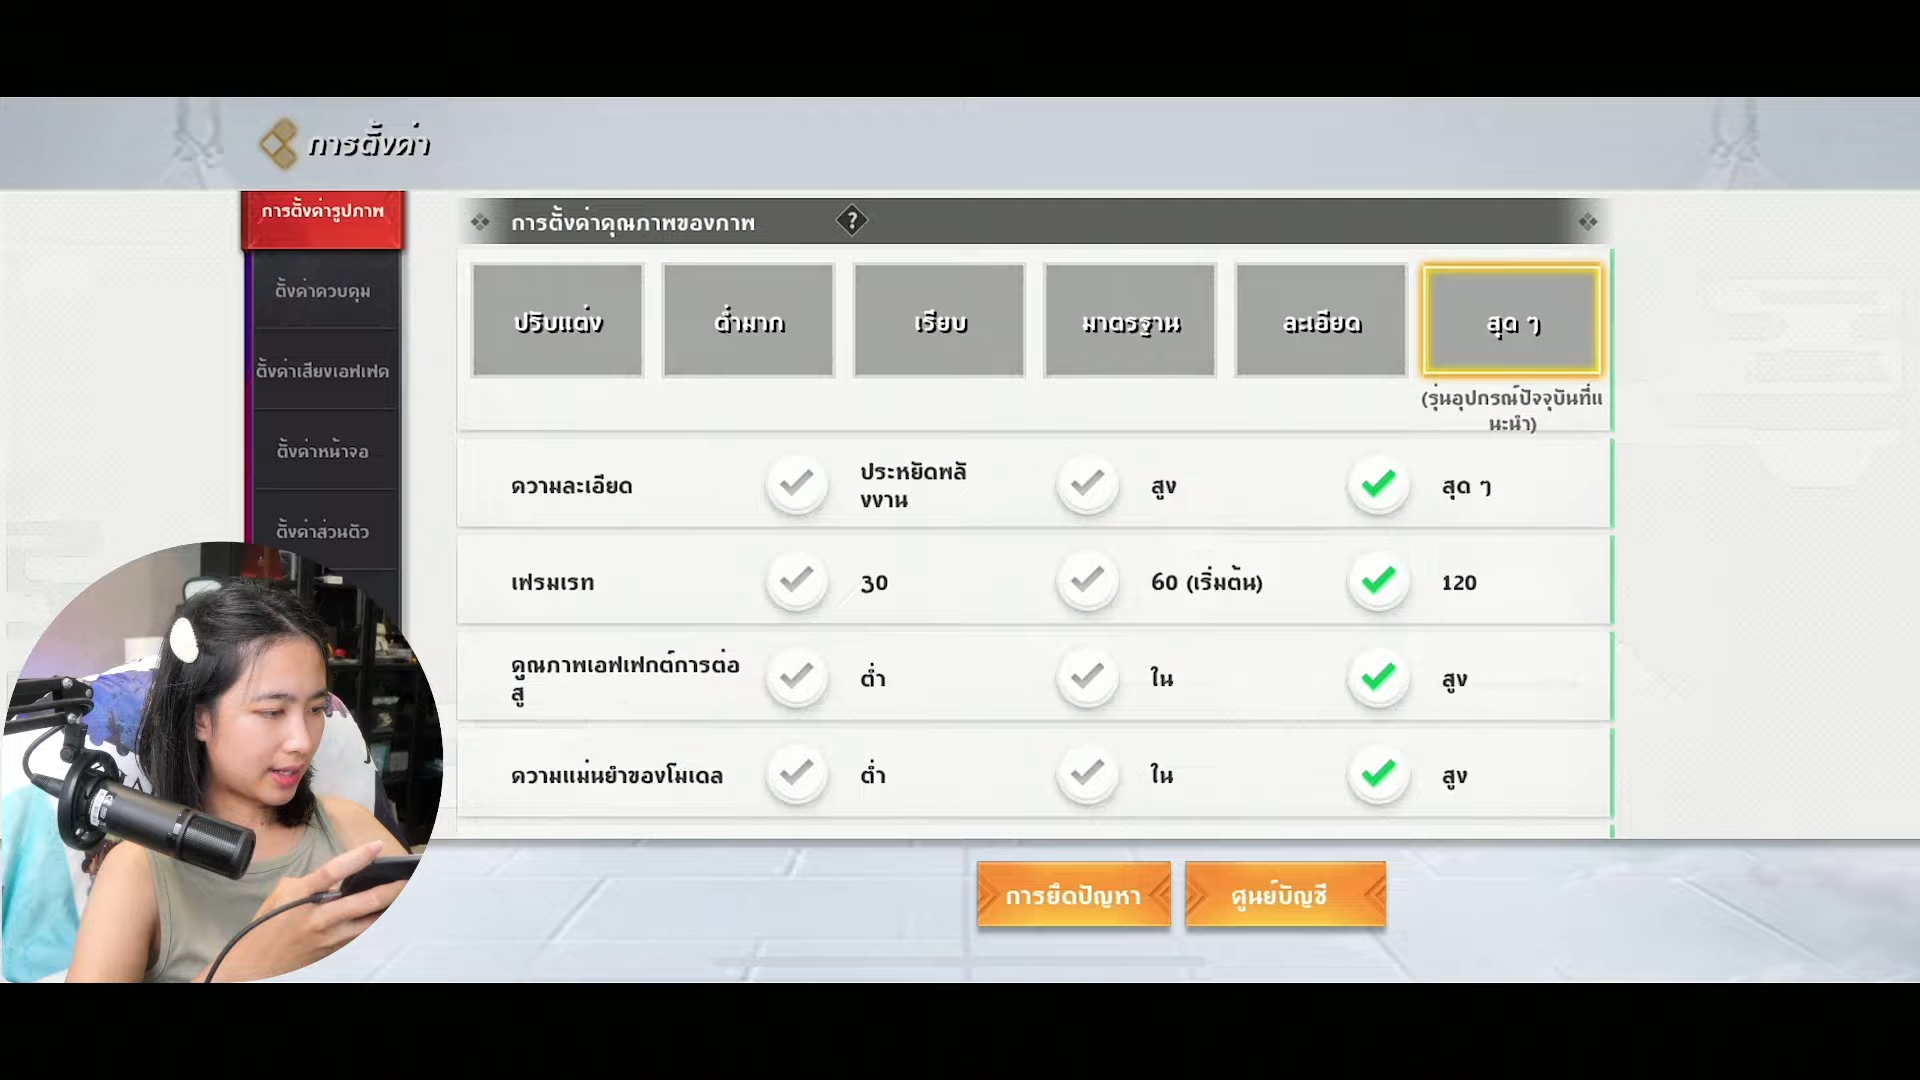 การตั้งค่า
การตั้งค่ารูปภาพ
ตั้งค่าควบคุม
ตั้งค่าเสียงเอฟเฟค
ตั้งค่าหน้าจอ
ตั้งค่าส่วนตัว
การตั้งค่าคุณภาพของภาพ ?
ปรับแต่ง ต่ำมาก เรียบ มาตรฐาน ละเอียด สุด ๆ
(รุ่นอุปกรณ์ปัจจุบันที่แ
นะนำ)
ความละเอียด ประหยัดพลั
งงาน สูง สุด ๆ
เฟรมเรท 30 60 (เริ่มต้น) 120
คุณภาพเอฟเฟกต์การต่อ
สู้ ต่ำ ใน สูง
ความแม่นยำของโมเดล ต่ำ ใน สูง
การยึดปัญหา ศูนย์บัญชี